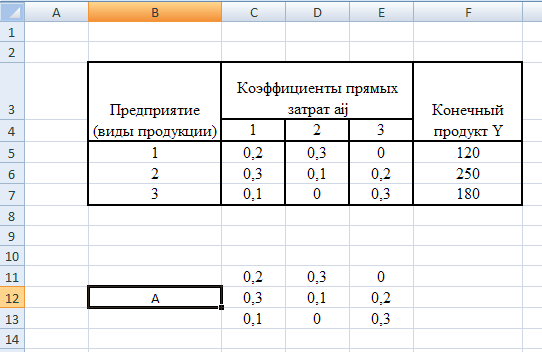 A B C D E F
1
2
3 Предприятие (виды продукции) Коэффициенты прямых затрат aij Конечный продукт Y
4 1 2 3
5 1 0,2 0,3 0 120
6 2 0,3 0,1 0,2 250
7 3 0,1 0 0,3 180
8
9
10
11 0,2 0,3 0
12 A 0,3 0,1 0,2
13 0,1 0 0,3
14